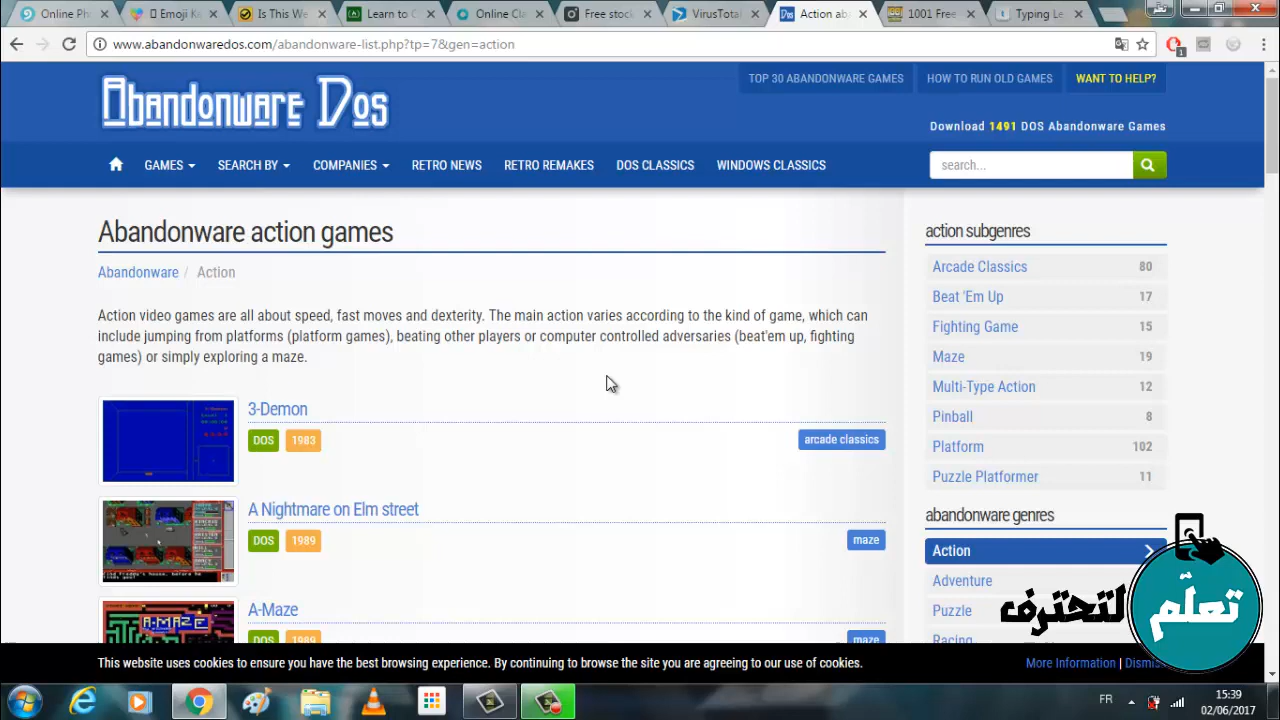 Online Ph
Emoji K
Is This We
Learn to C
Online Cla
Free stoc
VirusTotal
Action ab
1001 Free
Typing Le
www.abandonwaredos.com/abandonware-list.php?tp=7&gen=action
1
Abandonware Dos
TOP 30 ABANDONWARE GAMES
HOW TO RUN OLD GAMES
WANT TO HELP?
Download 1491 DOS Abandonware Games
GAMES
SEARCH BY
COMPANIES
RETRO NEWS
RETRO REMAKES
DOS CLASSICS
WINDOWS CLASSICS
search...
Abandonware action games
Abandonware / Action
Action video games are all about speed, fast moves and dexterity. The main action varies according to the kind of game, which can
include jumping from platforms (platform games), beating other players or computer controlled adversaries (beat'em up, fighting
games) or simply exploring a maze.
3-Demon
DOS 1983 arcade classics
A Nightmare on Elm street
DOS 1989 maze
A-Maze
DOS 1989 maze
A-MAZE
action subgenres
Arcade Classics 80
Beat 'Em Up 17
Fighting Game 15
Maze 19
Multi-Type Action 12
Pinball 8
Platform 102
Puzzle Platformer 11
abandonware genres
Action
Adventure
Puzzle
Racing
تعلّم
لتحترف
This website uses cookies to ensure you have the best browsing experience. By continuing to browse the site you are agreeing to our use of cookies.
More Information | Dismiss
FR
15:39
02/06/2017